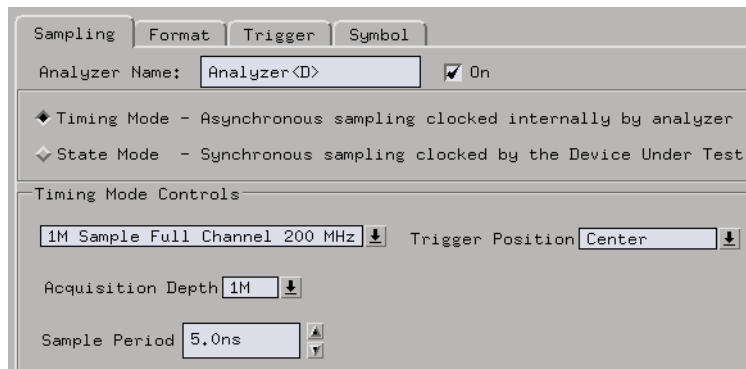 Sampling Format Trigger Symbol
Analyzer Name: Analyzer<D> On
Timing Mode - Asynchronous sampling clocked internally by analyzer
State Mode - Synchronous sampling clocked by the Device Under Test
Timing Mode Controls
1M Sample Full Channel 200 MHz Trigger Position Center
Acquisition Depth 1M
Sample Period 5.0ns